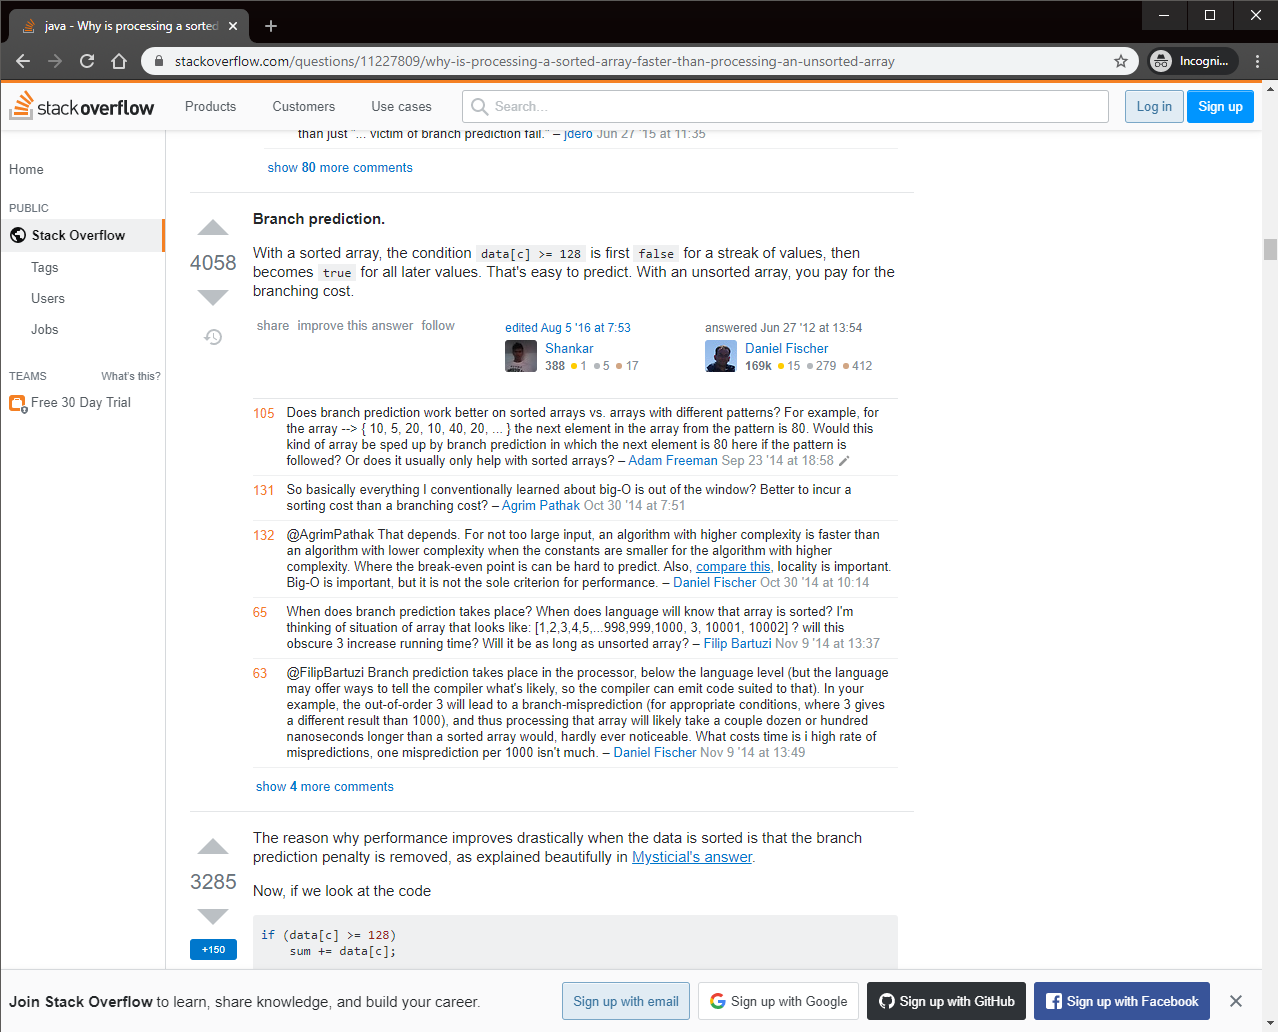 java - Why is processing a sorted
stackoverflow.com/questions/11227809/why-is-processing-a-sorted-array-faster-than-processing-an-unsorted-array
Incogni...
stackoverflow
Products
Customers
Use cases
Search...
Log in
Sign up
than just "... victim of branch prediction fail." – jdero Jun 27 '15 at 11:35
show 80 more comments
Home
PUBLIC
Stack Overflow
Tags
Users
Jobs
TEAMS What's this?
Free 30 Day Trial
4058
Branch prediction.
With a sorted array, the condition data[c] >= 128 is first false for a streak of values, then
becomes true for all later values. That's easy to predict. With an unsorted array, you pay for the
branching cost.
share improve this answer follow
edited Aug 5 '16 at 7:53
Shankar
388 1 5 17
answered Jun 27 '12 at 13:54
Daniel Fischer
169k 15 279 412
105 Does branch prediction work better on sorted arrays vs. arrays with different patterns? For example, for
the array --> { 10, 5, 20, 10, 40, 20, ... } the next element in the array from the pattern is 80. Would this
kind of array be sped up by branch prediction in which the next element is 80 here if the pattern is
followed? Or does it usually only help with sorted arrays? – Adam Freeman Sep 23 '14 at 18:58
131 So basically everything I conventionally learned about big-O is out of the window? Better to incur a
sorting cost than a branching cost? – Agrim Pathak Oct 30 '14 at 7:51
132 @AgrimPathak That depends. For not too large input, an algorithm with higher complexity is faster than
an algorithm with lower complexity when the constants are smaller for the algorithm with higher
complexity. Where the break-even point is can be hard to predict. Also, compare this, locality is important.
Big-O is important, but it is not the sole criterion for performance. – Daniel Fischer Oct 30 '14 at 10:14
65 When does branch prediction takes place? When does language will know that array is sorted? I'm
thinking of situation of array that looks like: [1,2,3,4,5,...998,999,1000, 3, 10001, 10002] ? will this
obscure 3 increase running time? Will it be as long as unsorted array? – Filip Bartuzi Nov 9 '14 at 13:37
63 @FilipBartuzi Branch prediction takes place in the processor, below the language level (but the language
may offer ways to tell the compiler what's likely, so the compiler can emit code suited to that). In your
example, the out-of-order 3 will lead to a branch-misprediction (for appropriate conditions, where 3 gives
a different result than 1000), and thus processing that array will likely take a couple dozen or hundred
nanoseconds longer than a sorted array would, hardly ever noticeable. What costs time is i high rate of
mispredictions, one misprediction per 1000 isn't much. – Daniel Fischer Nov 9 '14 at 13:49
show 4 more comments
3285
+150
The reason why performance improves drastically when the data is sorted is that the branch
prediction penalty is removed, as explained beautifully in Mysticial's answer.
Now, if we look at the code
if (data[c] >= 128)
sum += data[c];
Join Stack Overflow to learn, share knowledge, and build your career.
Sign up with email
Sign up with Google
Sign up with GitHub
Sign up with Facebook